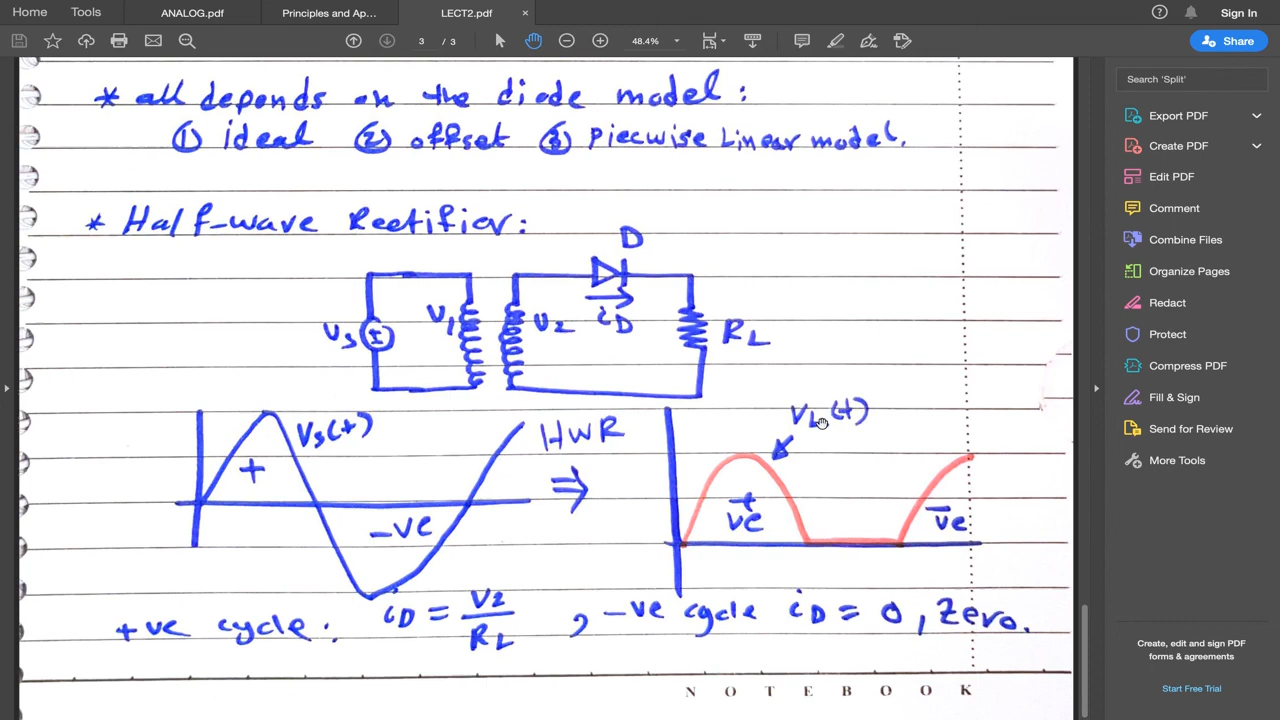 Home Tools ANALOG.pdf Principles and Ap... LECT2.pdf × Sign In
3 / 3 48.4% Share
* all depends on the diode model:
① ideal ② offset ③ Piecwise Linear model.
* Half-wave Rectifier:
D
Vs V1 V2 iD RL
Vs(t) HWR VL(t)
+ -ve +ve -ve
+ve cycle: iD = V2/RL , -ve cycle iD = 0, Zero.
N O T E B O O K
Search 'Split'
Export PDF
Create PDF
Edit PDF
Comment
Combine Files
Organize Pages
Redact
Protect
Compress PDF
Fill & Sign
Send for Review
More Tools
Create, edit and sign PDF
forms & agreements
Start Free Trial